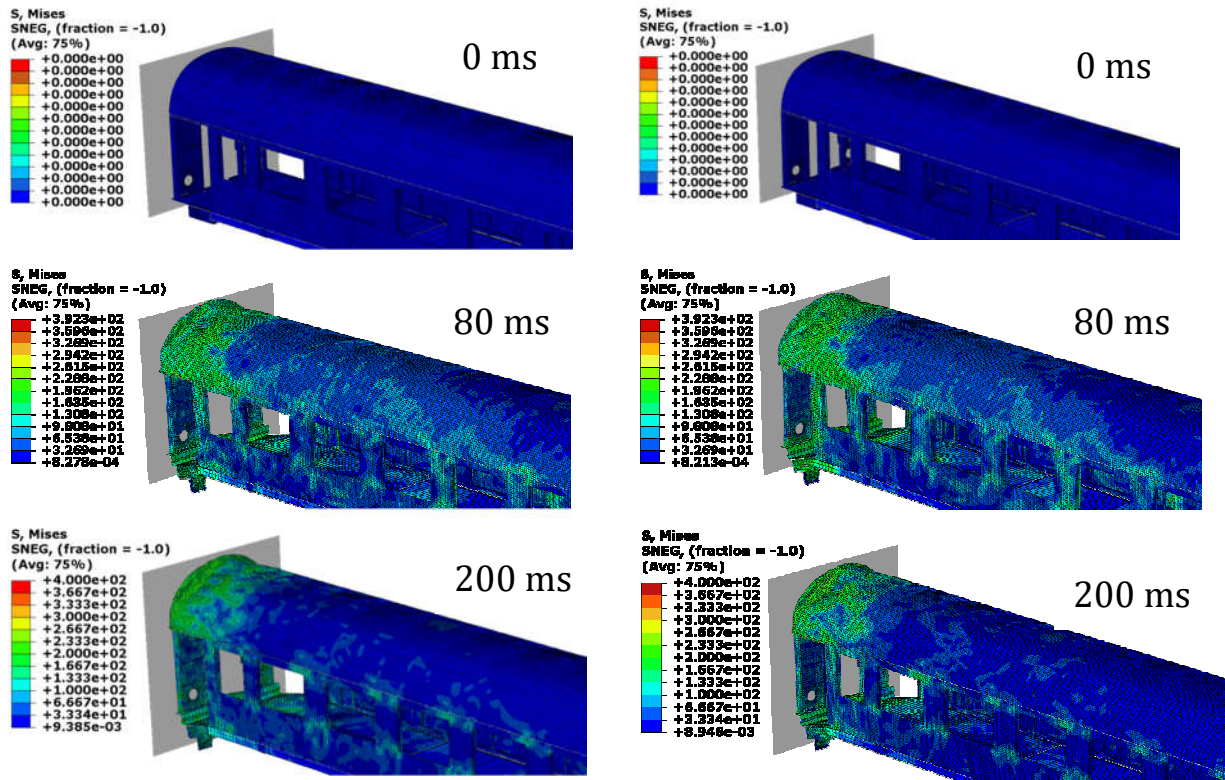 S, Mises
SNEG, (fraction = -1.0)
(Avg: 75%)
+0.000e+00
+0.000e+00
+0.000e+00
+0.000e+00
+0.000e+00
+0.000e+00
+0.000e+00
+0.000e+00
+0.000e+00
+0.000e+00
+0.000e+00
+0.000e+00
+0.000e+00
0 ms
S, Mises
SNEG, (fraction = -1.0)
(Avg: 75%)
+0.000e+00
+0.000e+00
+0.000e+00
+0.000e+00
+0.000e+00
+0.000e+00
+0.000e+00
+0.000e+00
+0.000e+00
+0.000e+00
+0.000e+00
+0.000e+00
+0.000e+00
0 ms
S, Mises
SNEG, (fraction = -1.0)
(Avg: 75%)
+3.923e+02
+3.596e+02
+3.269e+02
+2.942e+02
+2.615e+02
+2.288e+02
+1.962e+02
+1.635e+02
+1.308e+02
+9.808e+01
+6.538e+01
+3.269e+01
+8.278e-04
80 ms
S, Mises
SNEG, (fraction = -1.0)
(Avg: 75%)
+3.923e+02
+3.596e+02
+3.269e+02
+2.942e+02
+2.615e+02
+2.288e+02
+1.962e+02
+1.635e+02
+1.308e+02
+9.808e+01
+6.538e+01
+3.269e+01
+8.213e-04
80 ms
S, Mises
SNEG, (fraction = -1.0)
(Avg: 75%)
+4.000e+02
+3.667e+02
+3.333e+02
+3.000e+02
+2.667e+02
+2.333e+02
+2.000e+02
+1.667e+02
+1.333e+02
+1.000e+02
+6.667e+01
+3.334e+01
+9.385e-03
200 ms
S, Mises
SNEG, (fraction = -1.0)
(Avg: 75%)
+4.000e+02
+3.667e+02
+3.333e+02
+3.000e+02
+2.667e+02
+2.333e+02
+2.000e+02
+1.667e+02
+1.333e+02
+1.000e+02
+6.667e+01
+3.334e+01
+8.946e-03
200 ms